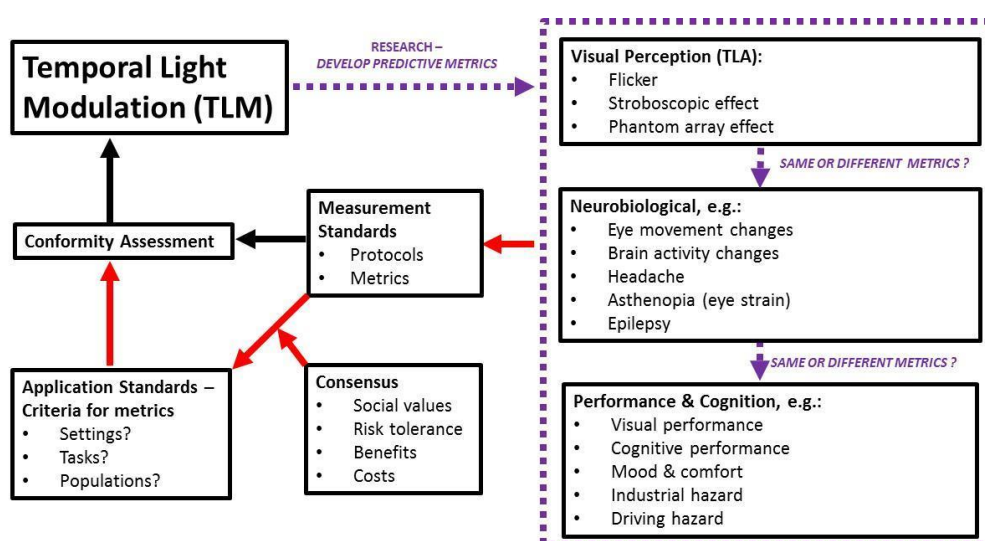 Temporal Light
Modulation (TLM)
RESEARCH –
DEVELOP PREDICTIVE METRICS
Visual Perception (TLA):
• Flicker
• Stroboscopic effect
• Phantom array effect
SAME OR DIFFERENT METRICS ?
Neurobiological, e.g.:
• Eye movement changes
• Brain activity changes
• Headache
• Asthenopia (eye strain)
• Epilepsy
SAME OR DIFFERENT METRICS ?
Performance & Cognition, e.g.:
• Visual performance
• Cognitive performance
• Mood & comfort
• Industrial hazard
• Driving hazard
Measurement
Standards
• Protocols
• Metrics
Conformity Assessment
Application Standards –
Criteria for metrics
• Settings?
• Tasks?
• Populations?
Consensus
• Social values
• Risk tolerance
• Benefits
• Costs